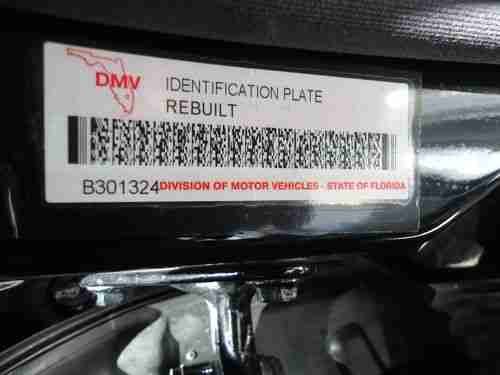 DMV
IDENTIFICATION PLATE
REBUILT
B301324 DIVISION OF MOTOR VEHICLES - STATE OF FLORIDA